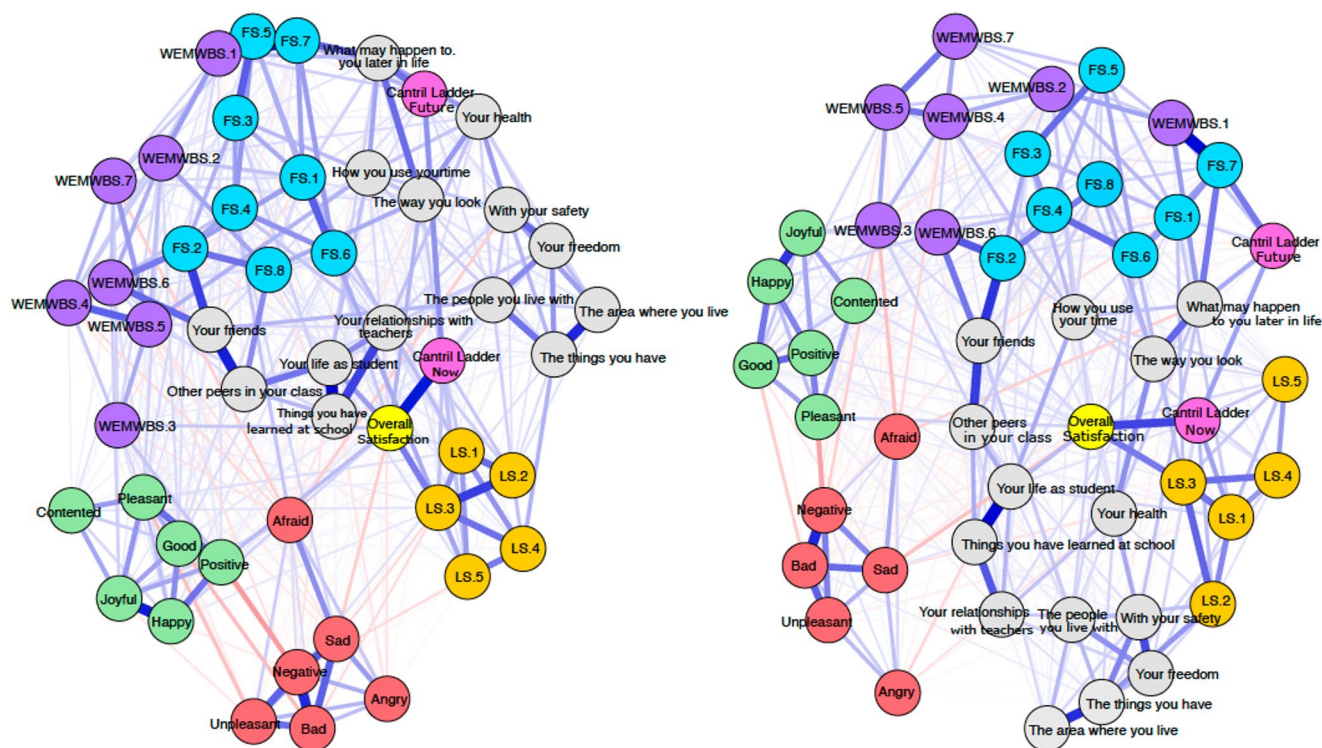 FS.5
FS.7
WEMWBS.1
What may happen to.
you later in life
Cantril Ladder
Future
Your health
FS.3
WEMWBS.2
How you use yourtime
WEMWBS.7
FS.1
The way you look
FS.4
With your safety
FS.2
Your freedom
FS.6
FS.8
WEMWBS.6
WEMWBS.4
The people you live with
The area where you live
WEMWBS.5
Your friends
Your relationships with
teachers
The things you have
Your life as student
Cantril Ladder
Now
Other peers in your class
Things you have
learned at school
Overall
Satisfaction
WEMWBS.3
LS.1
LS.2
LS.3
Pleasant
Contented
Afraid
Good
LS.4
Positive
LS.5
Joyful
Happy
Sad
Negative
Angry
Unpleasant
Bad
WEMWBS.7
FS.5
WEMWBS.2
WEMWBS.5
WEMWBS.4
WEMWBS.1
FS.3
FS.7
FS.8
FS.4
FS.1
Joyful
WEMWBS.3
WEMWBS.6
Cantril Ladder
Future
FS.2
FS.6
Happy
Contented
How you use
your time
What may happen
to you later in life
Your friends
Good
Positive
The way you look
LS.5
Pleasant
Other peers
in your class
Overall
Satisfaction
Cantril Ladder
Now
Afraid
LS.3
LS.4
Your life as student
Negative
Your health
LS.1
Things you have learned at school
Bad
Sad
LS.2
Unpleasant
Your relationships
with teachers
The people
you live with
With your safety
Your freedom
Angry
The things you have
The area where you live